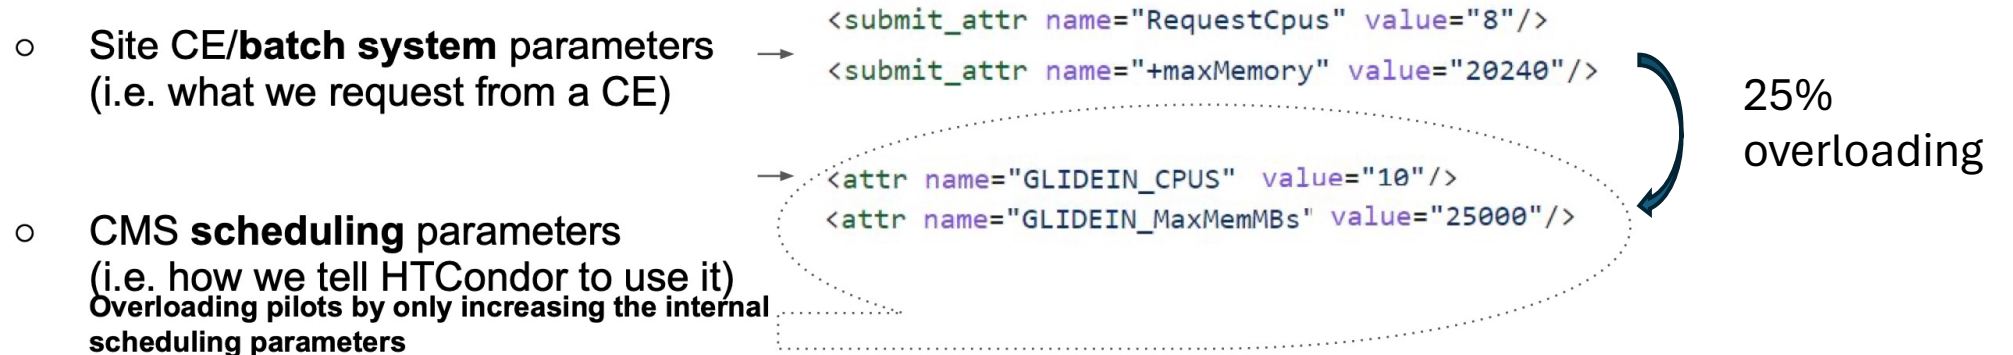 ○ Site CE/batch system parameters
(i.e. what we request from a CE)
<submit_attr name="RequestCpus" value="8"/>
<submit_attr name="+maxMemory" value="20240"/>
25%
overloading
<attr name="GLIDEIN_CPUS" value="10"/>
<attr name="GLIDEIN_MaxMemMBs" value="25000"/>
○ CMS scheduling parameters
(i.e. how we tell HTCondor to use it)
Overloading pilots by only increasing the internal
scheduling parameters